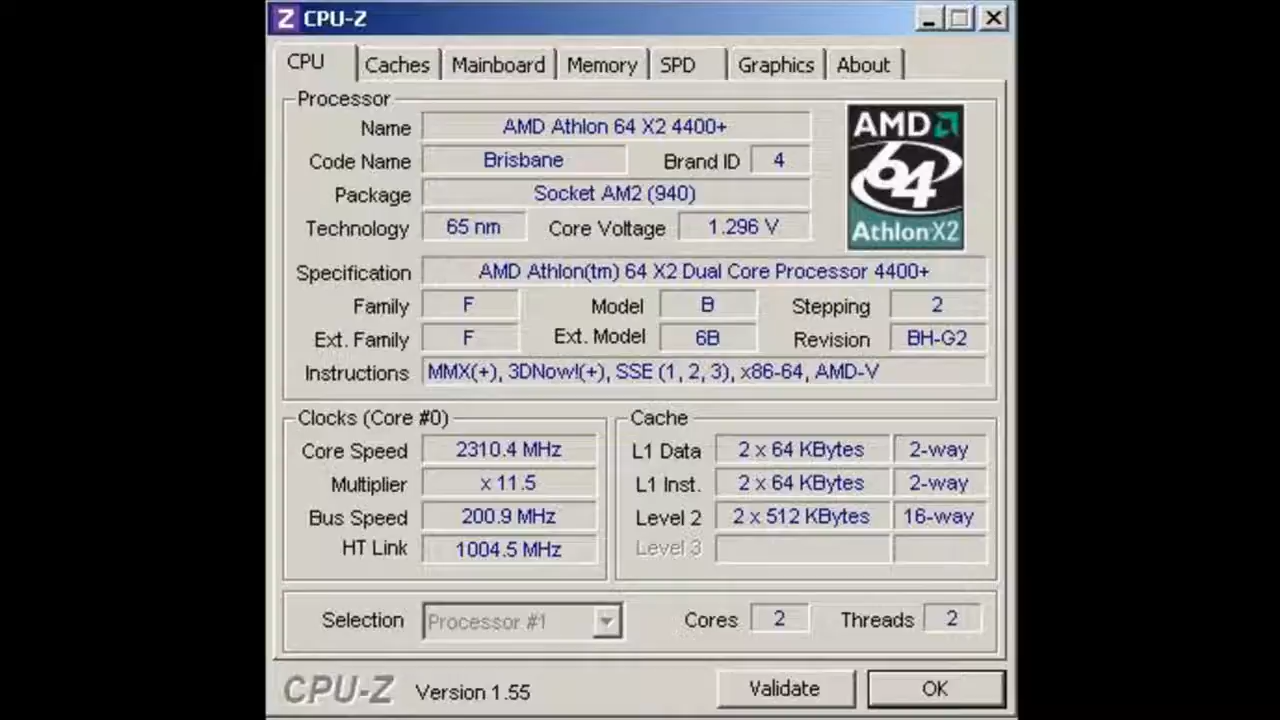 Z CPU-Z
CPU Caches Mainboard Memory SPD Graphics About
Processor
Name AMD Athlon 64 X2 4400+
Code Name Brisbane Brand ID 4
Package Socket AM2 (940)
Technology 65 nm Core Voltage 1.296 V
AMD
64
Athlon X2
Specification AMD Athlon(tm) 64 X2 Dual Core Processor 4400+
Family F Model B Stepping 2
Ext. Family F Ext. Model 6B Revision BH-G2
Instructions MMX(+), 3DNow!(+), SSE (1, 2, 3), x86-64, AMD-V
Clocks (Core #0)
Core Speed 2310.4 MHz
Multiplier x 11.5
Bus Speed 200.9 MHz
HT Link 1004.5 MHz
Cache
L1 Data 2 x 64 KBytes 2-way
L1 Inst. 2 x 64 KBytes 2-way
Level 2 2 x 512 KBytes 16-way
Level 3
Selection Processor #1 Cores 2 Threads 2
CPU-Z Version 1.55 Validate OK